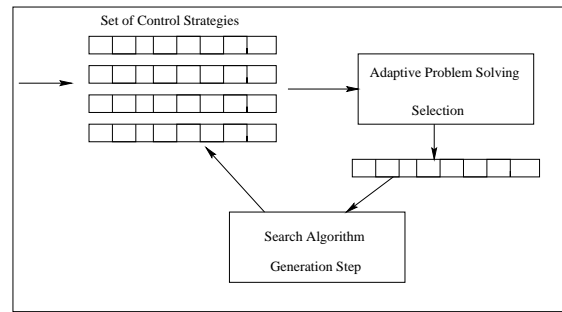 Set of Control Strategies
Adaptive Problem Solving
Selection
Search Algorithm
Generation Step